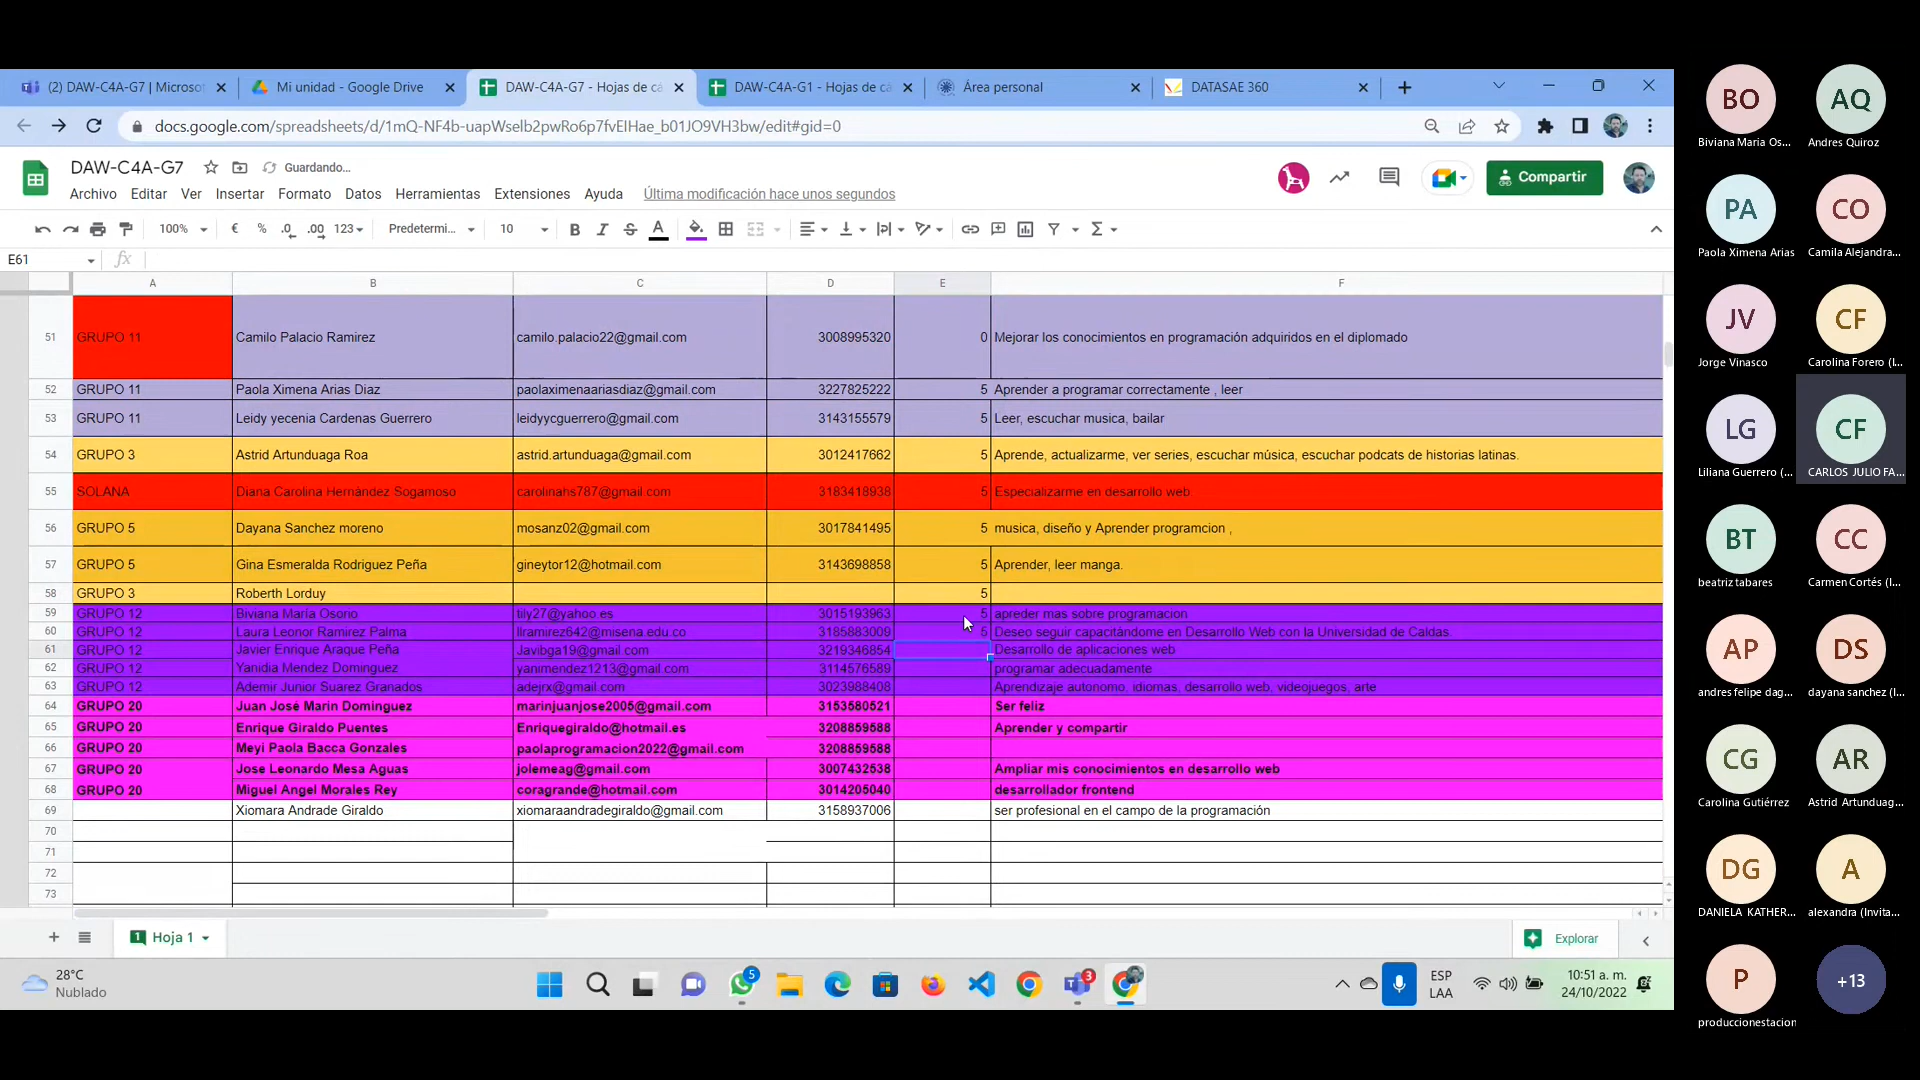 (2) DAW-C4A-G7 | Microso
Mi unidad - Google Drive
DAW-C4A-G7 - Hojas de cá
DAW-C4A-G1 - Hojas de cá
Área personal
DATASAE 360
docs.google.com/spreadsheets/d/1mQ-NF4b-uapWselb2pwRo6p7fvEIHae_b01JO9VH3bw/edit#gid=0
DAW-C4A-G7
Guardando...
Archivo Editar Ver Insertar Formato Datos Herramientas Extensiones Ayuda Última modificación hace unos segundos
Compartir
100% € % .0 .00 123 Predetermi... 10 B I S A
E61 fx
A B C D E F
51 GRUPO 11 Camilo Palacio Ramirez camilo.palacio22@gmail.com 3008995320 0 Mejorar los conocimientos en programación adquiridos en el diplomado
52 GRUPO 11 Paola Ximena Arias Diaz paolaximenaariasdiaz@gmail.com 3227825222 5 Aprender a programar correctamente , leer
53 GRUPO 11 Leidy yecenia Cardenas Guerrero leidyycguerrero@gmail.com 3143155579 5 Leer, escuchar musica, bailar
54 GRUPO 3 Astrid Artunduaga Roa astrid.artunduaga@gmail.com 3012417662 5 Aprende, actualizarme, ver series, escuchar música, escuchar podcats de historias latinas.
55 SOLANA Diana Carolina Hernández Sogamoso carolinahs787@gmail.com 3183418938 5 Especializarme en desarrollo web
56 GRUPO 5 Dayana Sanchez moreno mosanz02@gmail.com 3017841495 5 musica, diseño y Aprender programcion ,
57 GRUPO 5 Gina Esmeralda Rodriguez Peña gineytor12@hotmail.com 3143698858 5 Aprender, leer manga.
58 GRUPO 3 Roberth Lorduy 5
59 GRUPO 12 Biviana María Osorio tily27@yahoo.es 3015193963 5 apreder mas sobre programacion
60 GRUPO 12 Laura Leonor Ramirez Palma llramirez642@misena.edu.co 3185883009 5 Deseo seguir capacitándome en Desarrollo Web con la Universidad de Caldas.
61 GRUPO 12 Javier Enrique Araque Peña Javibga19@gmail.com 3219346854 Desarrollo de aplicaciones web
62 GRUPO 12 Yanidia Mendez Dominguez yanimendez1213@gmail.com 3114576589 programar adecuadamente
63 GRUPO 12 Ademir Junior Suarez Granados adejrx@gmail.com 3023988408 Aprendizaje autonomo, idiomas, desarrollo web, videojuegos, arte
64 GRUPO 20 Juan José Marin Dominguez marinjuanjose2005@gmail.com 3153580521 Ser feliz
65 GRUPO 20 Enrique Giraldo Puentes Enriquegiraldo@hotmail.es 3208859588 Aprender y compartir
66 GRUPO 20 Meyi Paola Bacca Gonzales paolaprogramacion2022@gmail.com 3208859588
67 GRUPO 20 Jose Leonardo Mesa Aguas jolemeag@gmail.com 3007432538 Ampliar mis conocimientos en desarrollo web
68 GRUPO 20 Miguel Angel Morales Rey coragrande@hotmail.com 3014205040 desarrollador frontend
69 Xiomara Andrade Giraldo xiomaraandradegiraldo@gmail.com 3158937006 ser profesional en el campo de la programación
70
71
72
73
1 Hoja 1
Explorar
28°C
Nublado
5
3
ESP
LAA
10:51 a. m.
24/10/2022
BO AQ
Biviana Maria Os... Andres Quiroz
PA CO
Paola Ximena Arias Camila Alejandra...
JV CF
Jorge Vinasco Carolina Forero (I...
LG CF
Liliana Guerrero (... CARLOS JULIO FA...
BT CC
beatriz tabares Carmen Cortés (I...
AP DS
andres felipe dag... dayana sanchez (I...
CG AR
Carolina Gutiérrez Astrid Artunduag...
DG A
DANIELA KATHER... alexandra (Invita...
P +13
produccionestacion